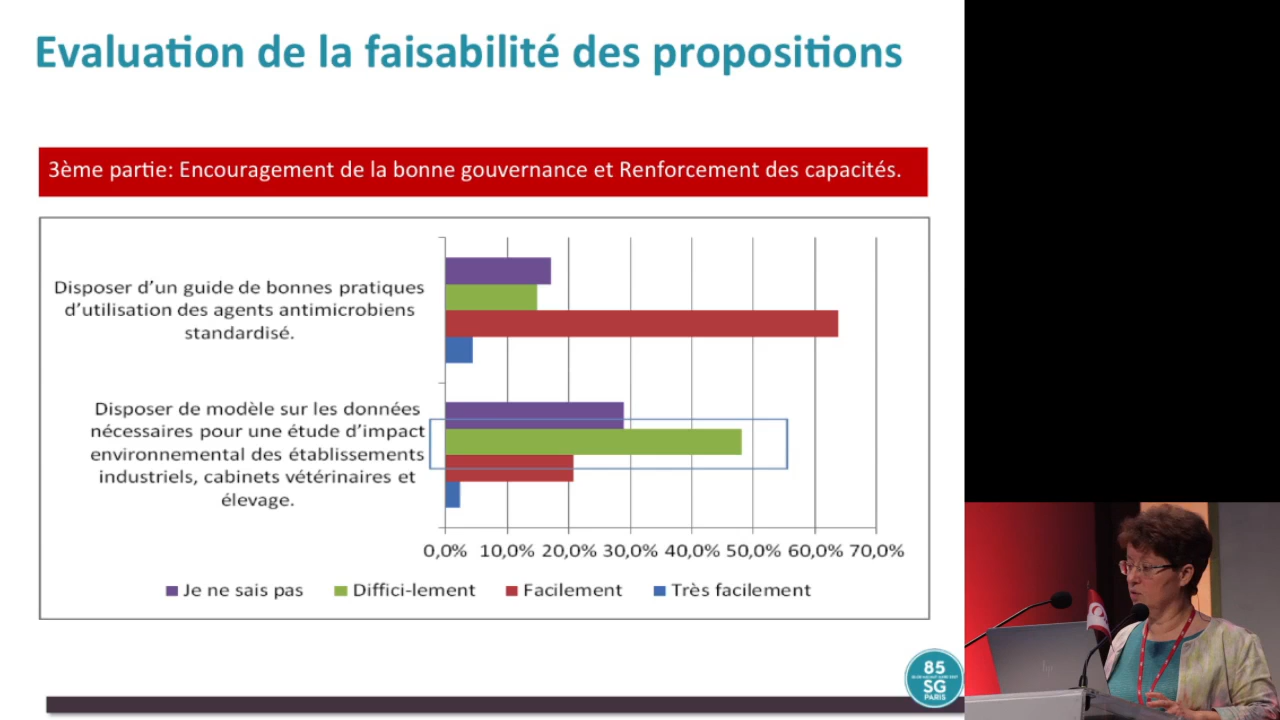 Evaluation de la faisabilité des propositions
3ème partie: Encouragement de la bonne gouvernance et Renforcement des capacités.
Disposer d’un guide de bonnes pratiques
d’utilisation des agents antimicrobiens
standardisé.
Disposer de modèle sur les données
nécessaires pour une étude d’impact
environnemental des établissements
industriels, cabinets vétérinaires et
élevage.
0,0% 10,0% 20,0% 30,0% 40,0% 50,0% 60,0% 70,0%
Je ne sais pas Diffici-lement Facilement Très facilement
85
SG
PARIS
hp